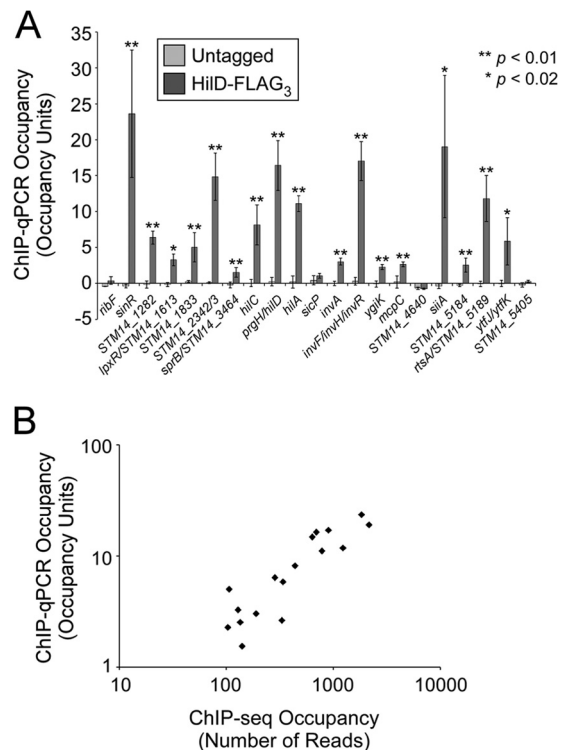 A
ChIP-qPCR Occupancy
(Occupancy Units)
35
30
25
20
15
10
5
0
-5
Untagged
HilD-FLAG3
** p < 0.01
* p < 0.02
**
**
*
**
**
**
**
**
**
**
**
**
**
*
**
**
*
ribF
sinR
STM14_1282
lpxR/STM14_1613
STM14_1833
STM14_2342/3
sprB/STM14_3464
hilC
prgH/hilD
hilA
sicP
invA
invF/invH/invR
ygiK
mcpC
STM14_4640
siiA
STM14_5184
rtsA/STM14_5189
ytfJ/ytfK
STM14_5405
B
ChIP-qPCR Occupancy
(Occupancy Units)
100
10
1
10
100
1000
10000
ChIP-seq Occupancy
(Number of Reads)